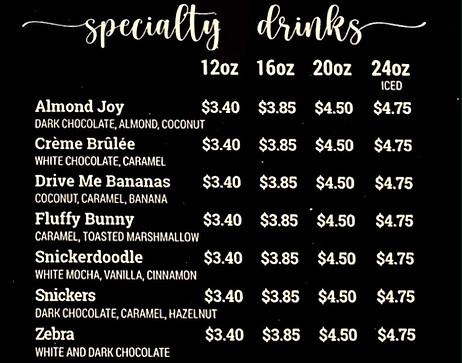 specialty drinks
12oz 16oz 20oz 24oz
ICED
Almond Joy $3.40 $3.85 $4.50 $4.75
DARK CHOCOLATE, ALMOND, COCONUT
Crème Brûlée $3.40 $3.85 $4.50 $4.75
WHITE CHOCOLATE, CARAMEL
Drive Me Bananas $3.40 $3.85 $4.50 $4.75
COCONUT, CARAMEL, BANANA
Fluffy Bunny $3.40 $3.85 $4.50 $4.75
CARAMEL, TOASTED MARSHMALLOW
Snickerdoodle $3.40 $3.85 $4.50 $4.75
WHITE MOCHA, VANILLA, CINNAMON
Snickers $3.40 $3.85 $4.50 $4.75
DARK CHOCOLATE, CARAMEL, HAZELNUT
Zebra $3.40 $3.85 $4.50 $4.75
WHITE AND DARK CHOCOLATE